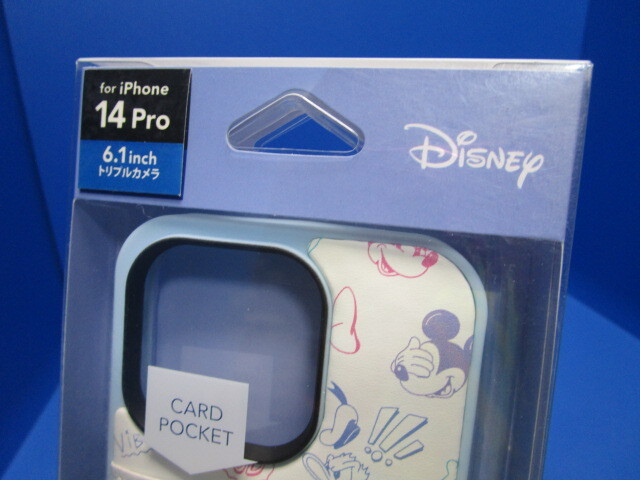 for iPhone
14 Pro
6.1inch
トリプルカメラ
Disney
CARD
POCKET